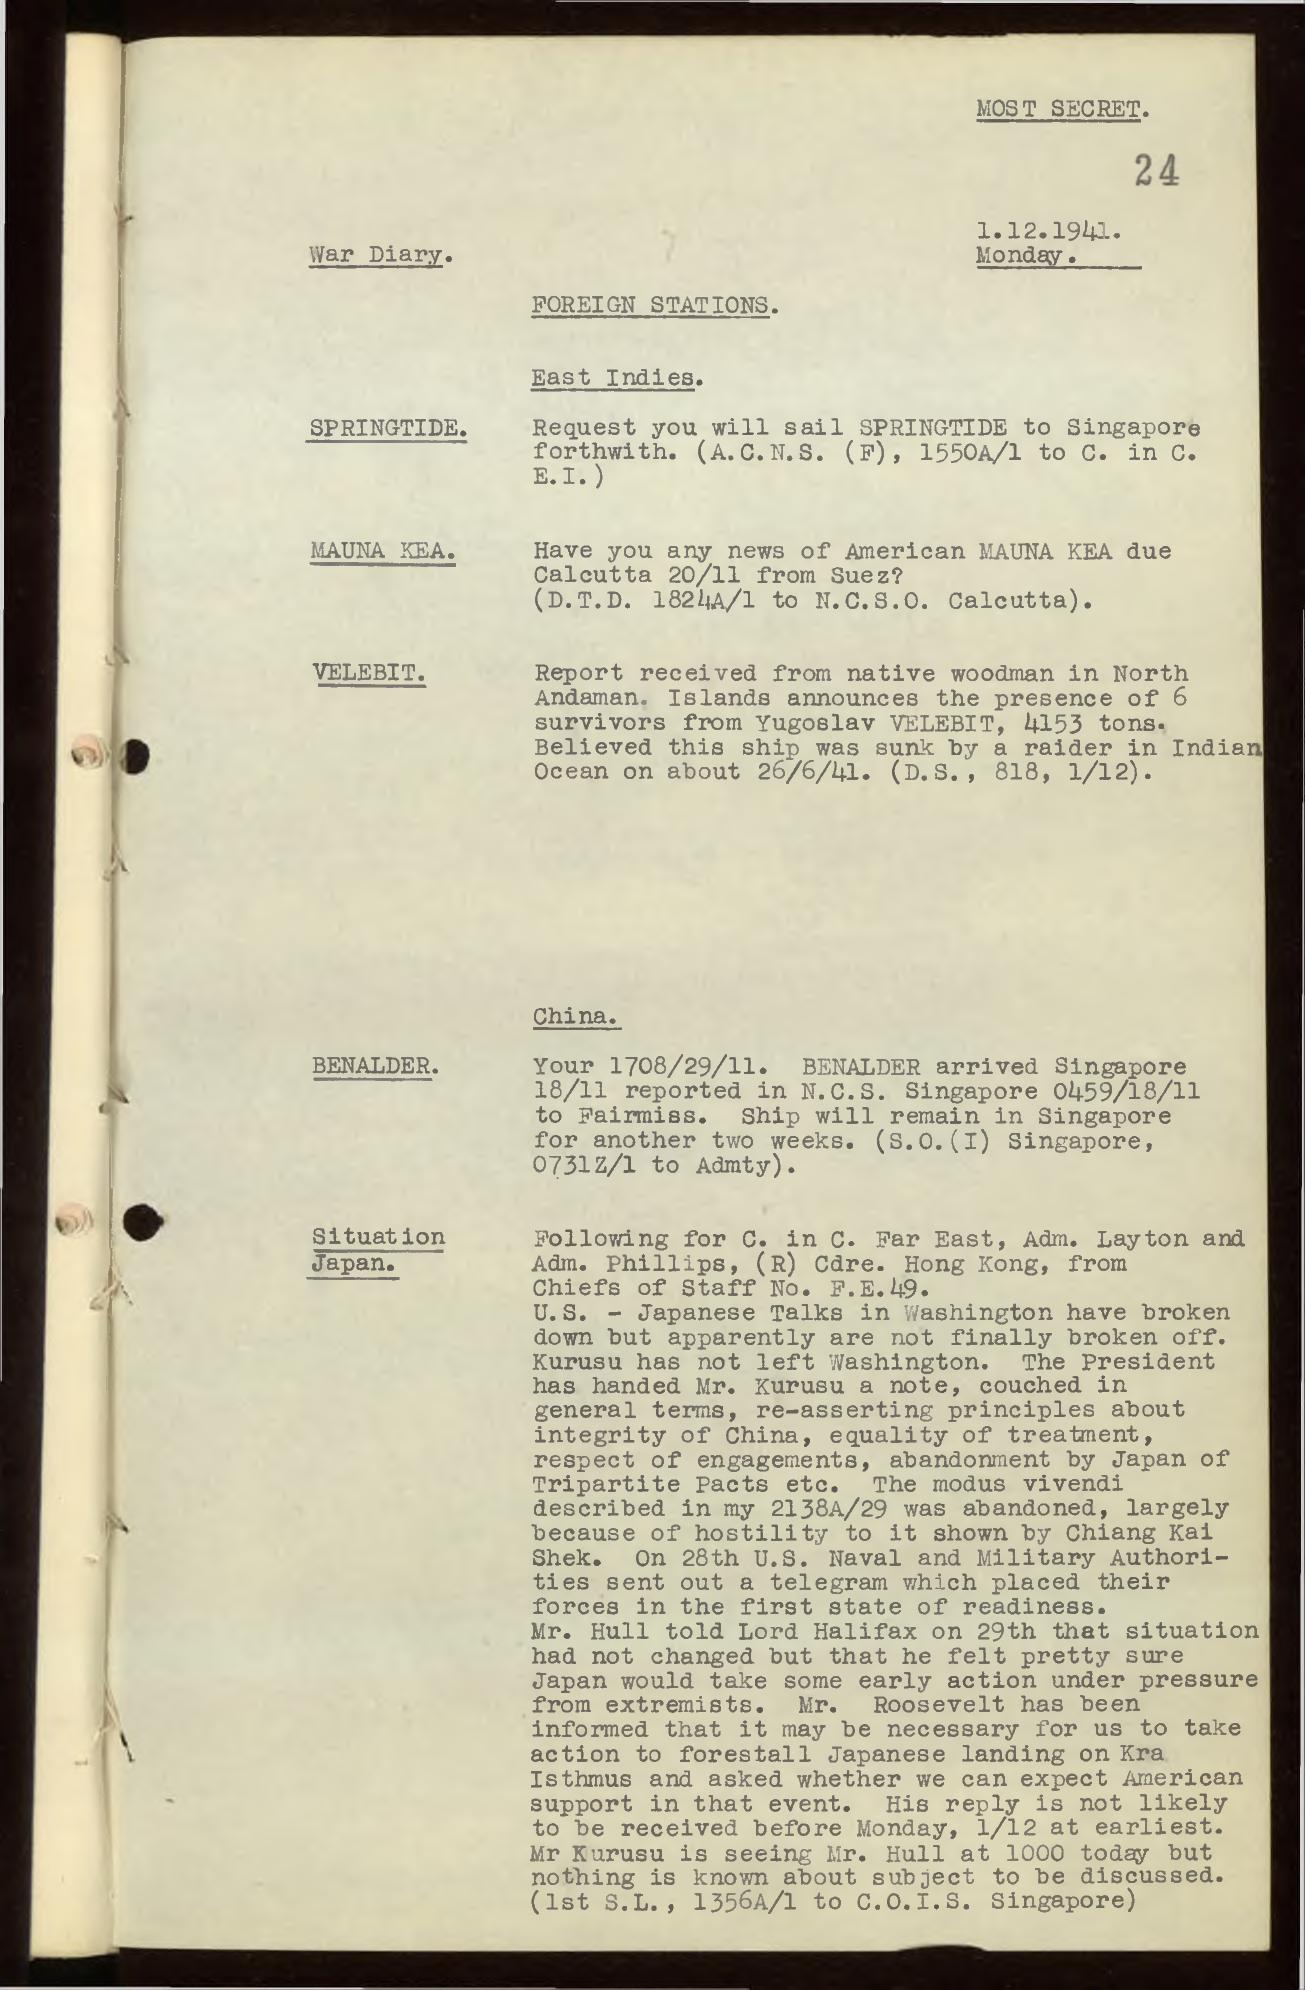 MOST SECRET.
24
1.12.1941.
War Diary.
Monday.
FOREIGN STATIONS.
East Indies.
SPRINGTIDE. Request you will sail SPRINGTIDE to Singapore
forthwith. (A.C.N.S. (F), 1550A/1 to C. in C.
E.I.)
MAUNA KEA. Have you any news of American MAUNA KEA due
Calcutta 20/11 from Suez?
(D.T.D. 1824A/1 to N.C.S.O. Calcutta).
VELEBIT. Report received from native woodman in North
Andaman. Islands announces the presence of 6
survivors from Yugoslav VELEBIT, 4153 tons.
Believed this ship was sunk by a raider in Indian
Ocean on about 26/6/41. (D.S., 818, 1/12).
China.
BENALDER. Your 1708/29/11. BENALDER arrived Singapore
18/11 reported in N.C.S. Singapore 0459/18/11
to Fairmiss. Ship will remain in Singapore
for another two weeks. (S.O.(I) Singapore,
0731Z/1 to Admty).
Situation Following for C. in C. Far East, Adm. Layton and
Japan. Adm. Phillips, (R) Cdre. Hong Kong, from
Chiefs of Staff No. F.E.49.
U.S. - Japanese Talks in Washington have broken
down but apparently are not finally broken off.
Kurusu has not left Washington. The President
has handed Mr. Kurusu a note, couched in
general terms, re-asserting principles about
integrity of China, equality of treatment,
respect of engagements, abandonment by Japan of
Tripartite Pacts etc. The modus vivendi
described in my 2138A/29 was abandoned, largely
because of hostility to it shown by Chiang Kai
Shek. On 28th U.S. Naval and Military Authori-
ties sent out a telegram which placed their
forces in the first state of readiness.
Mr. Hull told Lord Halifax on 29th that situation
had not changed but that he felt pretty sure
Japan would take some early action under pressure
from extremists. Mr. Roosevelt has been
informed that it may be necessary for us to take
action to forestall Japanese landing on Kra
Isthmus and asked whether we can expect American
support in that event. His reply is not likely
to be received before Monday, 1/12 at earliest.
Mr Kurusu is seeing Mr. Hull at 1000 today but
nothing is known about subject to be discussed.
(1st S.L., 1356A/1 to C.O.I.S. Singapore)